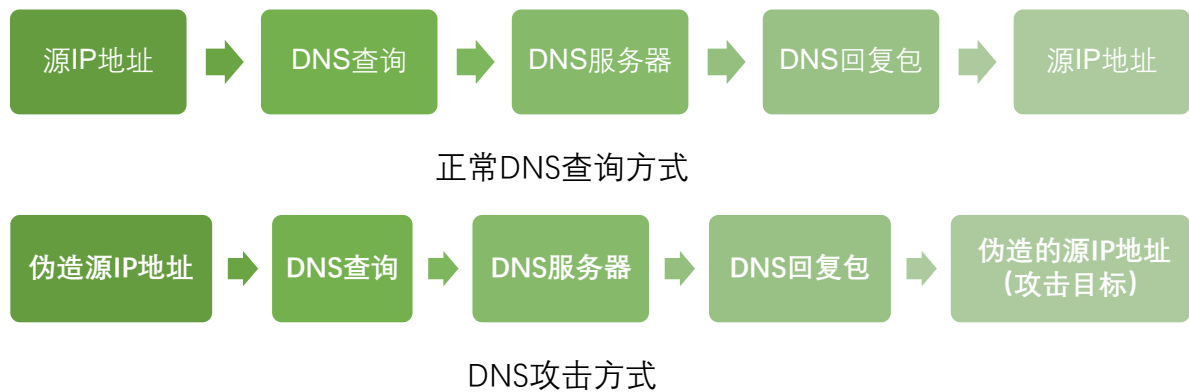 源IP地址
DNS查询
DNS服务器
DNS回复包
源IP地址
正常DNS查询方式
伪造源IP地址
DNS查询
DNS服务器
DNS回复包
伪造的源IP地址
（攻击目标）
DNS攻击方式